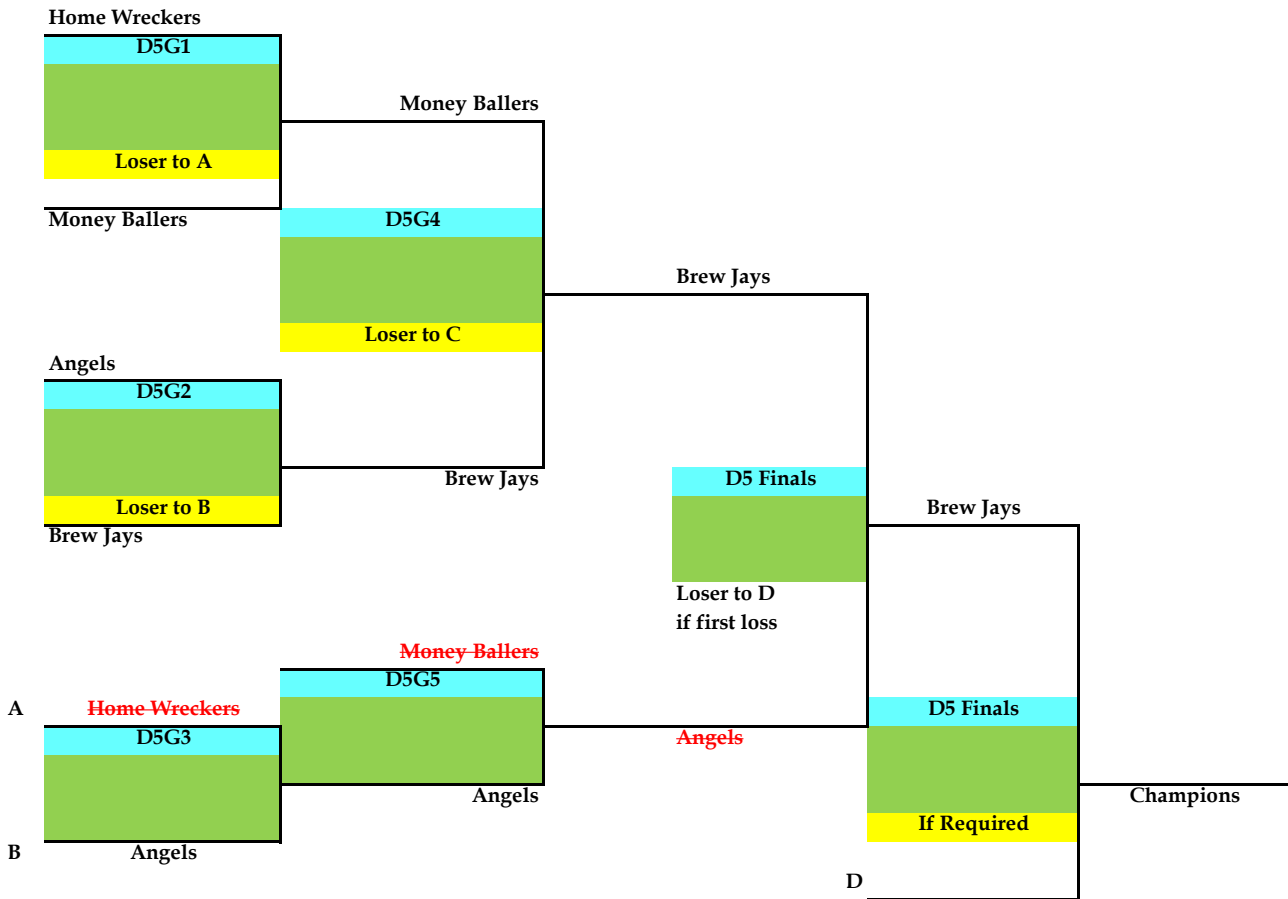 Home Wreckers
D5G1
Money Ballers
Loser to A
Money Ballers
D5G4
Brew Jays
Loser to C
Angels
D5G2
Brew Jays
D5 Finals
Loser to B
Brew Jays
Brew Jays
Loser to D
if first loss
Money Ballers
D5G5
A
Home Wreckers
D5 Finals
D5G3
Angels
Angels
Champions
If Required
B
Angels
D